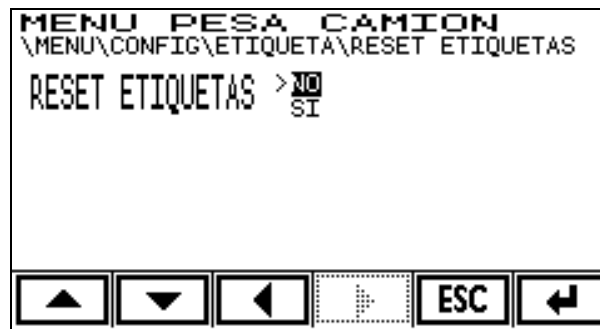 MENU PESA CAMION
\MENU\CONFIG\ETIQUETA\RESET ETIQUETAS
RESET ETIQUETAS >NO
SI
ESC